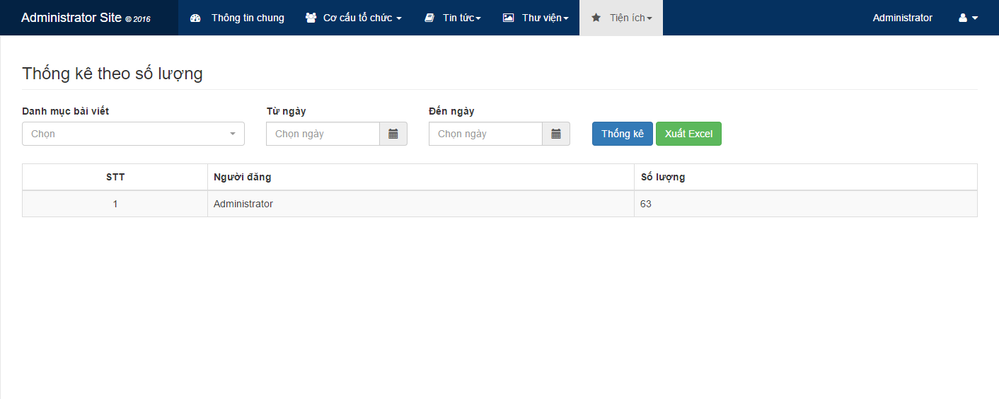 Administrator Site © 2016 Thông tin chung Cơ cấu tổ chức Tin tức Thư viện Tiện ích Administrator
Thống kê theo số lượng
Danh mục bài viết Từ ngày Đến ngày
Chọn Chọn ngày Chọn ngày Thống kê Xuất Excel
STT Người đăng Số lượng
1 Administrator 63